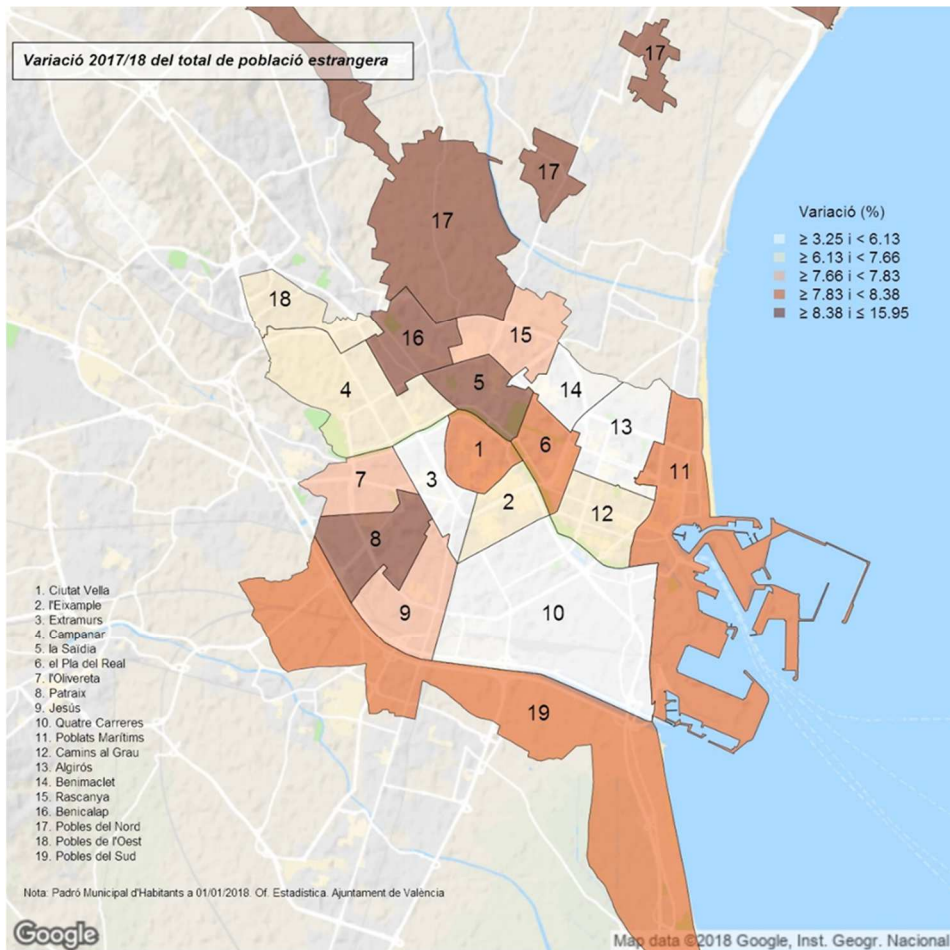 Variació 2017/18 del total de població estrangera
17
17
17
Variació (%)
≥ 3.25 i < 6.13
≥ 6.13 i < 7.66
≥ 7.66 i < 7.83
≥ 7.83 i < 8.38
≥ 8.38 i ≤ 15.95
18
16
15
5
4
14
13
6
1
11
3
7
2
12
8
9
10
19
1. Ciutat Vella
2. l'Eixample
3. Extramurs
4. Campanar
5. la Saïdia
6. el Pla del Real
7. l'Olivereta
8. Patraix
9. Jesús
10. Quatre Carreres
11. Poblats Marítims
12. Camins al Grau
13. Algirós
14. Benimaclet
15. Rascanya
16. Benicalap
17. Pobles del Nord
18. Pobles de l'Oest
19. Pobles del Sud
Nota: Padró Municipal d'Habitants a 01/01/2018. Of. Estadística. Ajuntament de València
Google
Map data ©2018 Google, Inst. Geogr. Nacional